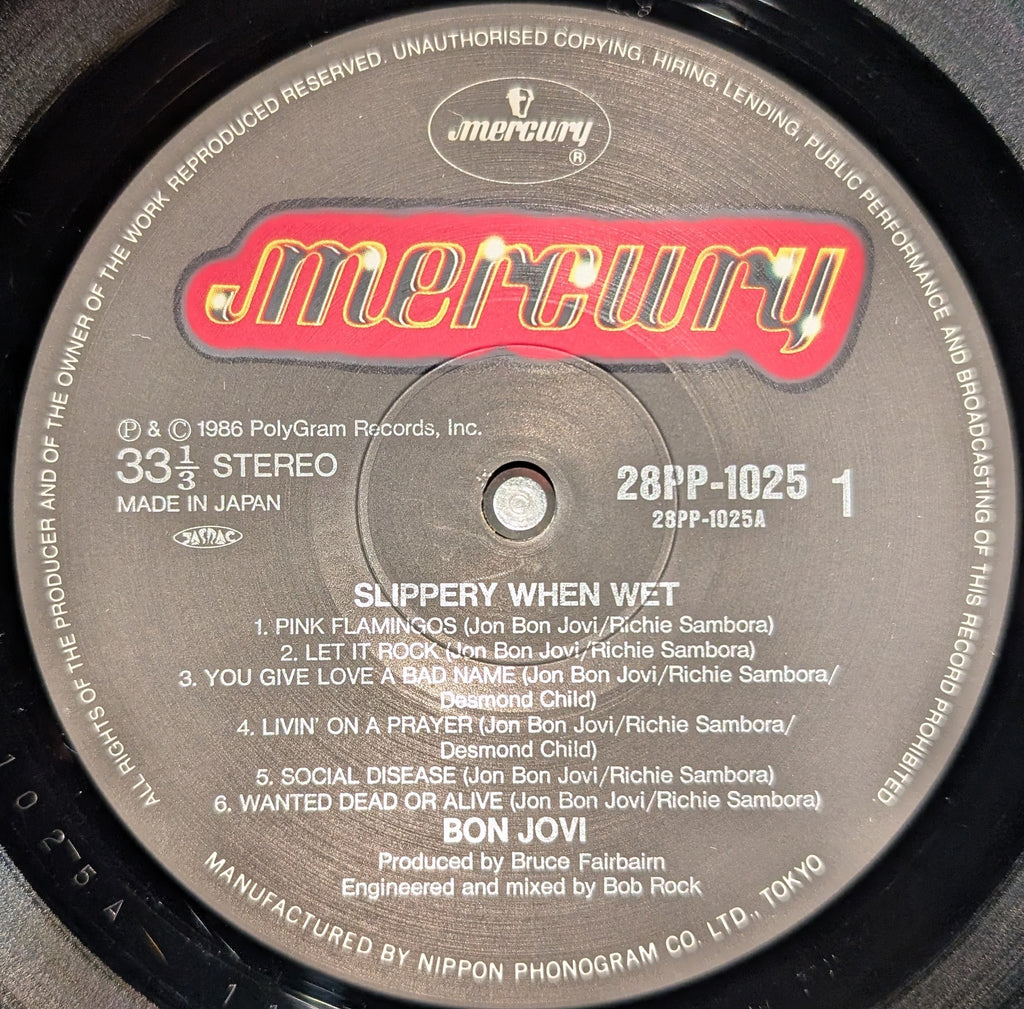 ALL RIGHTS OF THE PRODUCER AND OF THE OWNER OF THE WORK REPRODUCED RESERVED. UNAUTHORISED COPYING, HIRING, LENDING, PUBLIC PERFORMANCE AND BROADCASTING OF THIS RECORD PROHIBITED.
mercury
®
mercury
Ⓟ & © 1986 PolyGram Records, Inc.
33 1/3 STEREO
MADE IN JAPAN
JASRAC
28PP-1025 1
28PP-1025A
SLIPPERY WHEN WET
1. PINK FLAMINGOS (Jon Bon Jovi/Richie Sambora)
2. LET IT ROCK (Jon Bon Jovi/Richie Sambora)
3. YOU GIVE LOVE A BAD NAME (Jon Bon Jovi/Richie Sambora/
Desmond Child)
4. LIVIN' ON A PRAYER (Jon Bon Jovi/Richie Sambora/
Desmond Child)
5. SOCIAL DISEASE (Jon Bon Jovi/Richie Sambora)
6. WANTED DEAD OR ALIVE (Jon Bon Jovi/Richie Sambora)
BON JOVI
Produced by Bruce Fairbairn
Engineered and mixed by Bob Rock
MANUFACTURED BY NIPPON PHONOGRAM CO. LTD., TOKYO
1025 A